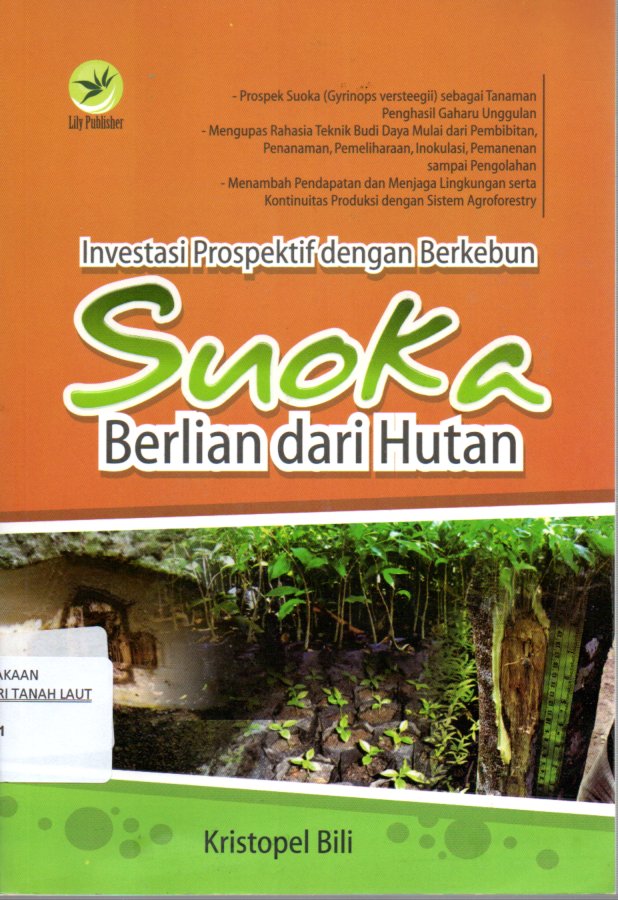 Lily Publisher
- Prospek Suoka (Gyrinops versteegii) sebagai Tanaman
Penghasil Gaharu Unggulan
- Mengupas Rahasia Teknik Budi Daya Mulai dari Pembibitan,
Penanaman, Pemeliharaan, Inokulasi, Pemanenan
sampai Pengolahan
- Menambah Pendapatan dan Menjaga Lingkungan serta
Kontinuitas Produksi dengan Sistem Agroforestry
Investasi Prospektif dengan Berkebun
Suoka
Berlian dari Hutan
AKAAN
RI TANAH LAUT
1
Kristopel Bili